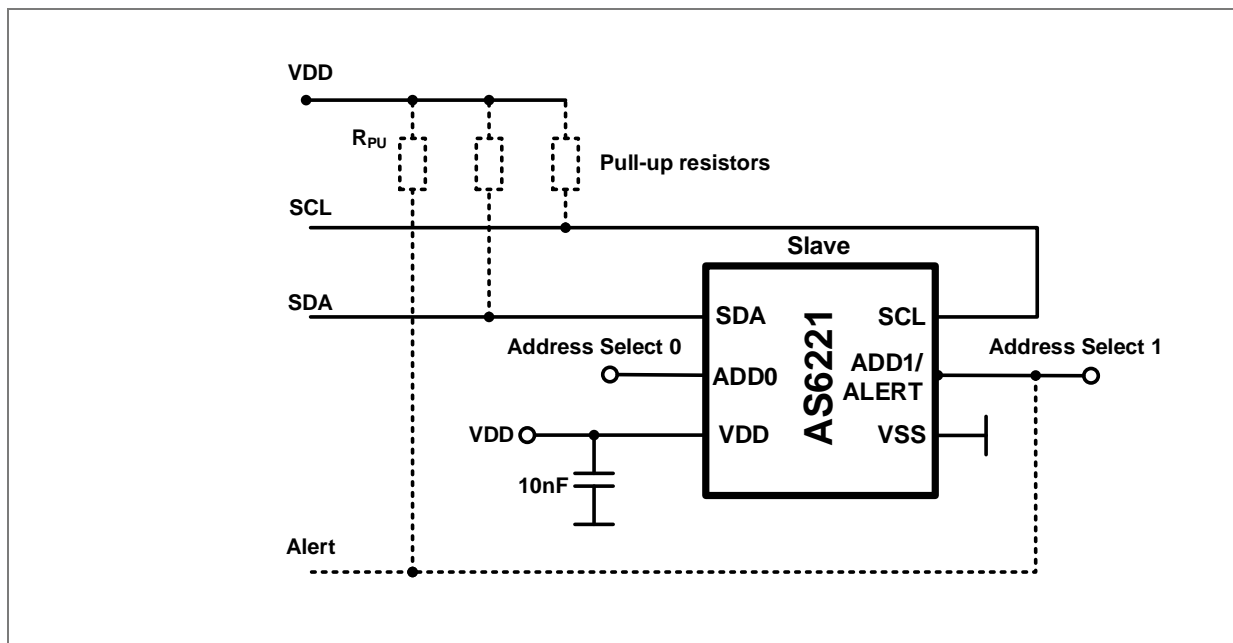 VDD
RPU
Pull-up resistors
SCL
Slave
SDA
SDA
SCL
Address Select 0
Address Select 1
ADD0
ADD1/
ALERT
AS6221
VDD
VDD
VSS
10nF
Alert